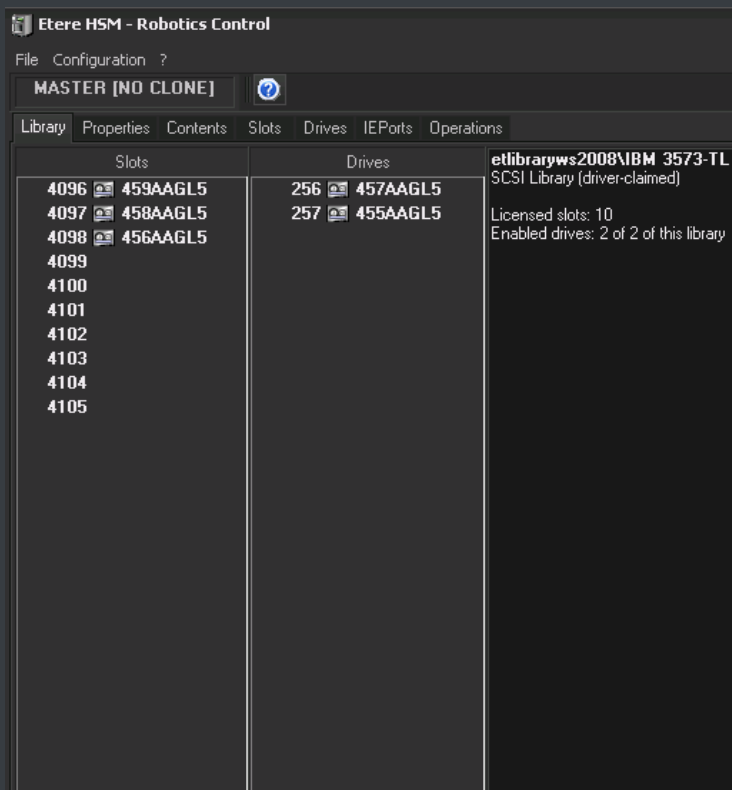 Etere HSM - Robotics Control
File Configuration ?
MASTER [NO CLONE]
Library Properties Contents Slots Drives IEPorts Operations
Slots
4096 459AAGL5
4097 458AAGL5
4098 456AAGL5
4099
4100
4101
4102
4103
4104
4105
Drives
256 457AAGL5
257 455AAGL5
etlibraryws2008\IBM 3573-TL
SCSI Library (driver-claimed)
Licensed slots: 10
Enabled drives: 2 of 2 of this library